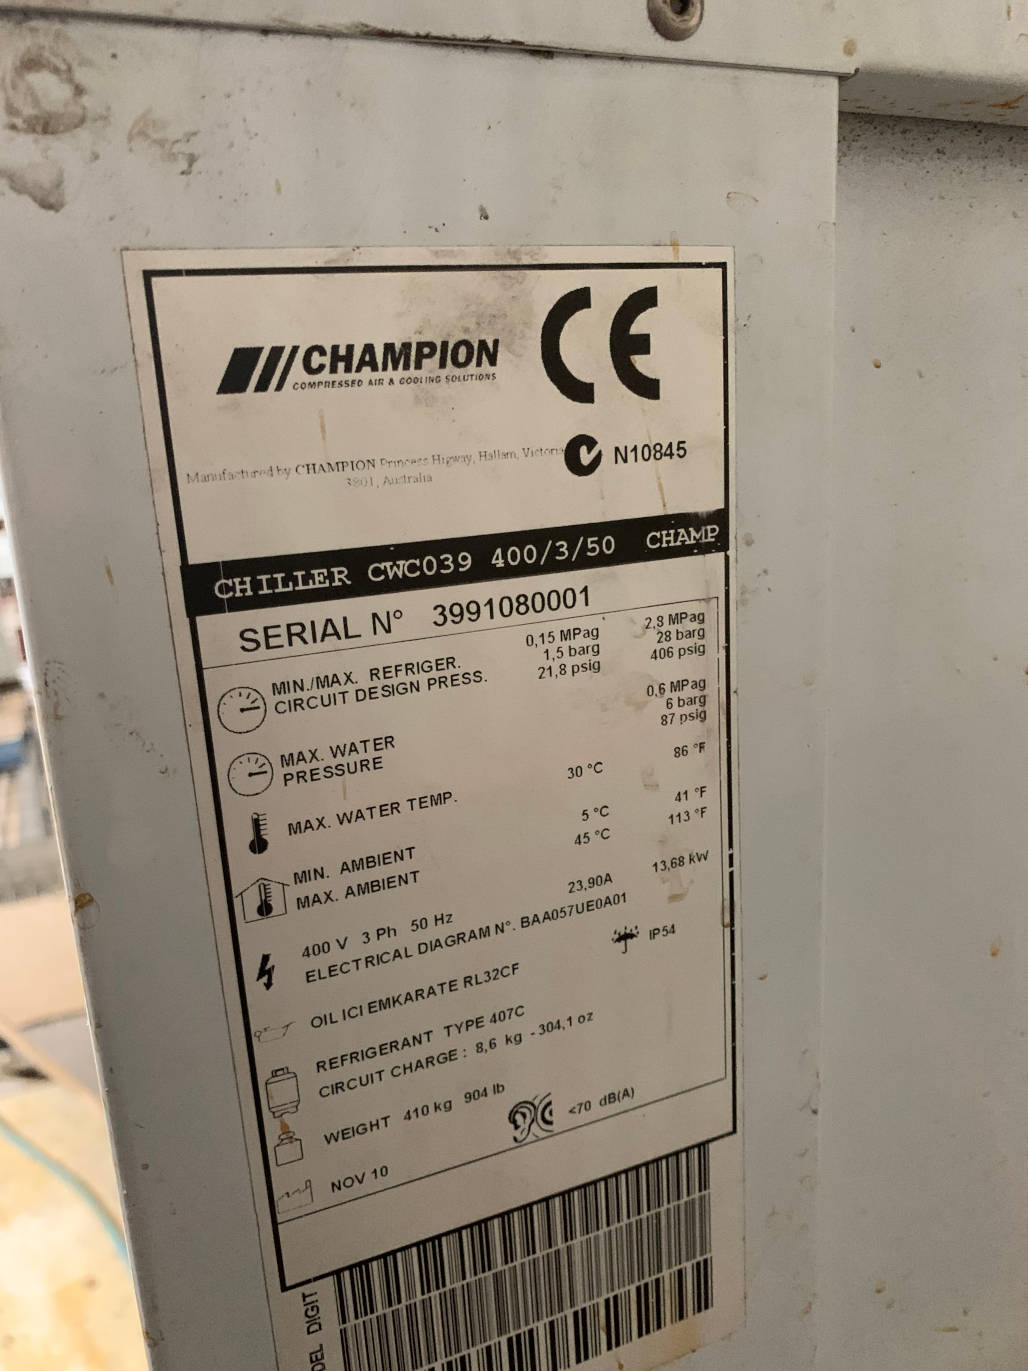 CHAMPION
COMPRESSED AIR & COOLING SOLUTIONS
CE
Manufactured by CHAMPION Princess Higway, Hallam, Victoria
3801, Australia
N10845
CHILLER CWC039 400/3/50 CHAMP
SERIAL N° 3991080001
MIN./MAX. REFRIGER. 0,15 MPag 2,8 MPag
CIRCUIT DESIGN PRESS. 1,5 barg 28 barg
21,8 psig 406 psig
MAX. WATER 0,6 MPag
PRESSURE 6 barg
87 psig
MAX. WATER TEMP. 30 °C 86 °F
MIN. AMBIENT 5 °C 41 °F
MAX. AMBIENT 45 °C 113 °F
400 V 3 Ph 50 Hz 23,90A 13,68 kW
ELECTRICAL DIAGRAM N°. BAA057UE0A01
OIL ICI EMKARATE RL32CF IP54
REFRIGERANT TYPE 407C
CIRCUIT CHARGE : 8,6 kg - 304,1 oz
WEIGHT 410 kg 904 lb
<70 dB(A)
NOV 10
DEL DIGIT